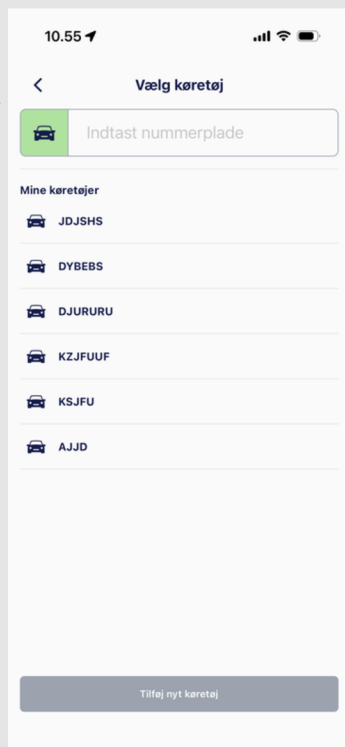 10.55
Vælg køretøj
Indtast nummerplade
Mine køretøjer
JDJSHS
DYBEBS
DJURURU
KZJFUUF
KSJFU
AJJD
Tilføj nyt køretøj